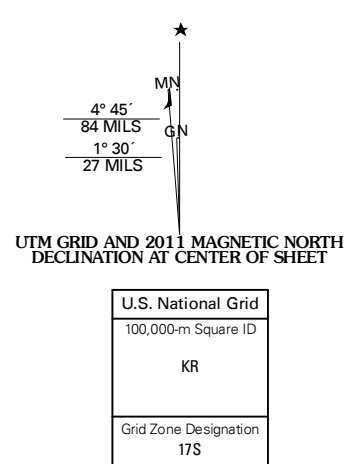 MN
4° 45´
84 MILS
GN
1° 30´
27 MILS
UTM GRID AND 2011 MAGNETIC NORTH
DECLINATION AT CENTER OF SHEET
U.S. National Grid
100,000-m Square ID
KR
Grid Zone Designation
17S